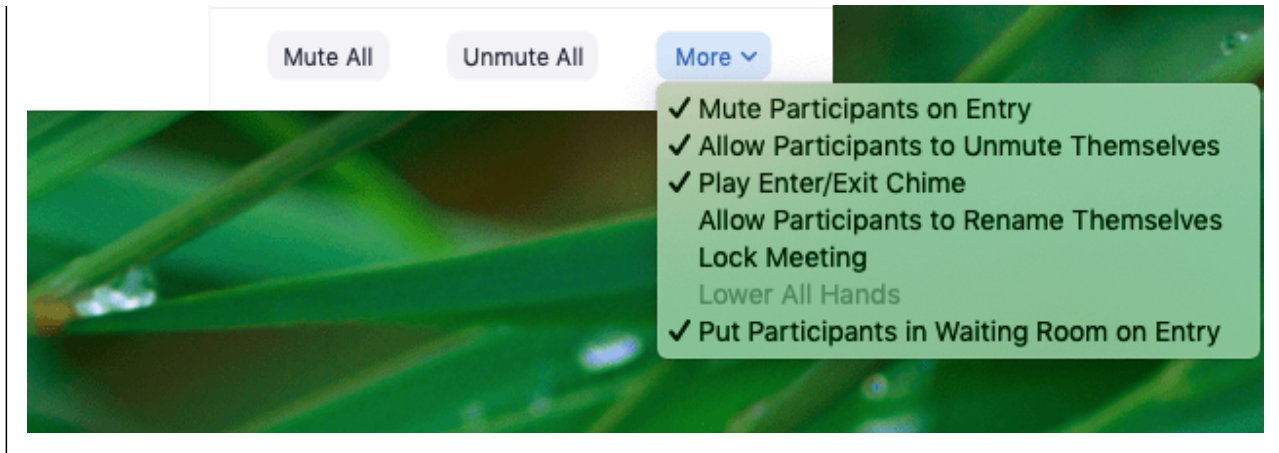 Mute All Unmute All More
✓ Mute Participants on Entry
✓ Allow Participants to Unmute Themselves
✓ Play Enter/Exit Chime
Allow Participants to Rename Themselves
Lock Meeting
Lower All Hands
✓ Put Participants in Waiting Room on Entry